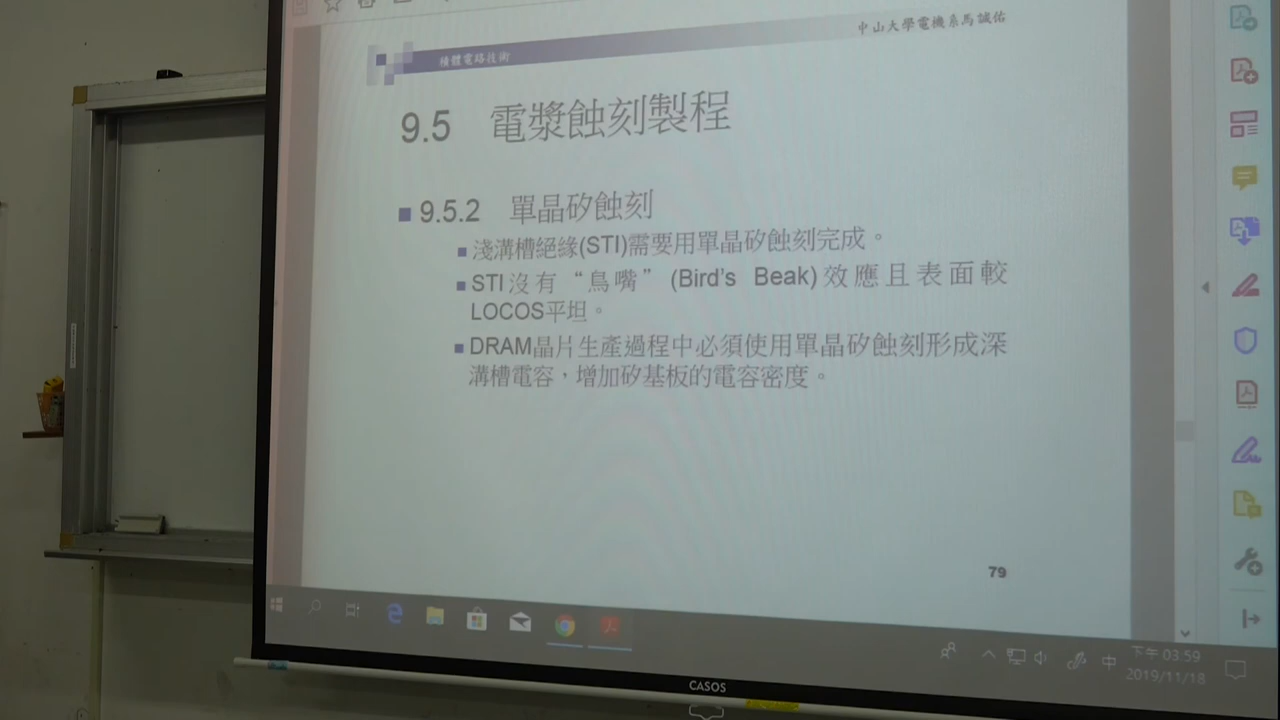 中山大學電機系馬誠佑
積體電路技術
9.5 電漿蝕刻製程
9.5.2 單晶矽蝕刻
淺溝槽絕緣(STI)需要用單晶矽蝕刻完成。
STI沒有“鳥嘴” (Bird's Beak)效應且表面較
LOCOS平坦。
DRAM晶片生產過程中必須使用單晶矽蝕刻形成深
溝槽電容，增加矽基板的電容密度。
79
中
下午 03:59
2019/11/18
CASOS